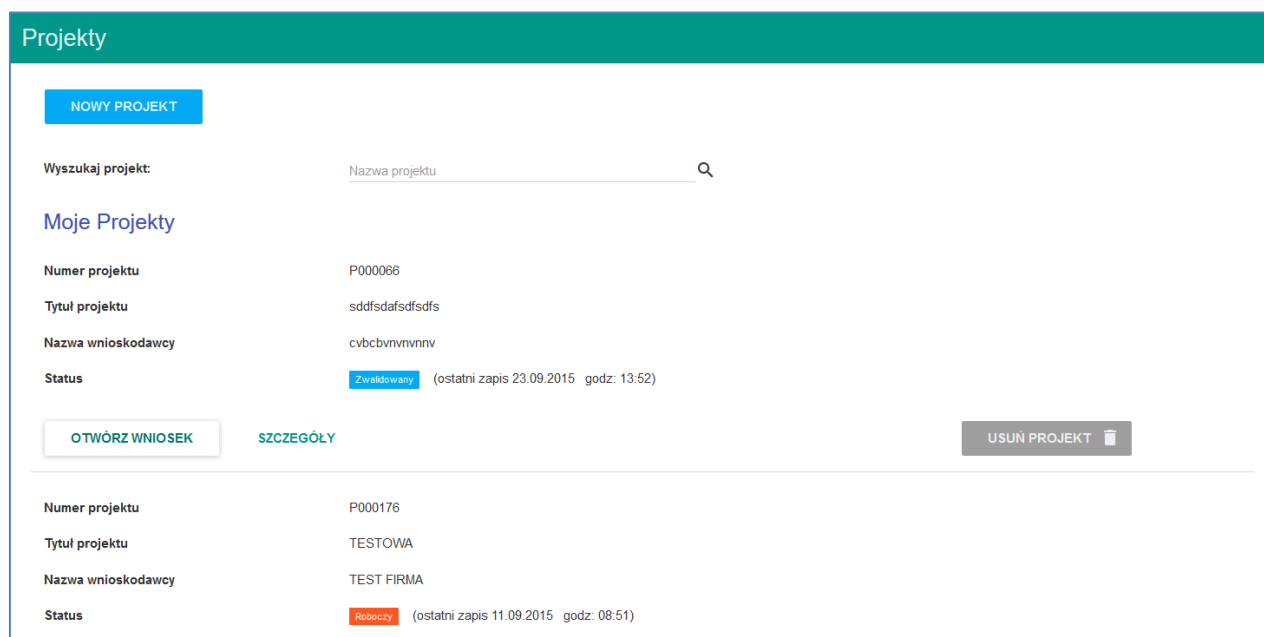 Projekty
NOWY PROJEKT
Wyszukaj projekt: Nazwa projektu
Moje Projekty
Numer projektu P000066
Tytuł projektu sddfsdafsdfsdfs
Nazwa wnioskodawcy cvbcbvnvnvnnv
Status Zwalidowany (ostatni zapis 23.09.2015 godz: 13:52)
OTWÓRZ WNIOSEK SZCZEGÓŁY USUŃ PROJEKT
Numer projektu P000176
Tytuł projektu TESTOWA
Nazwa wnioskodawcy TEST FIRMA
Status Roboczy (ostatni zapis 11.09.2015 godz: 08:51)